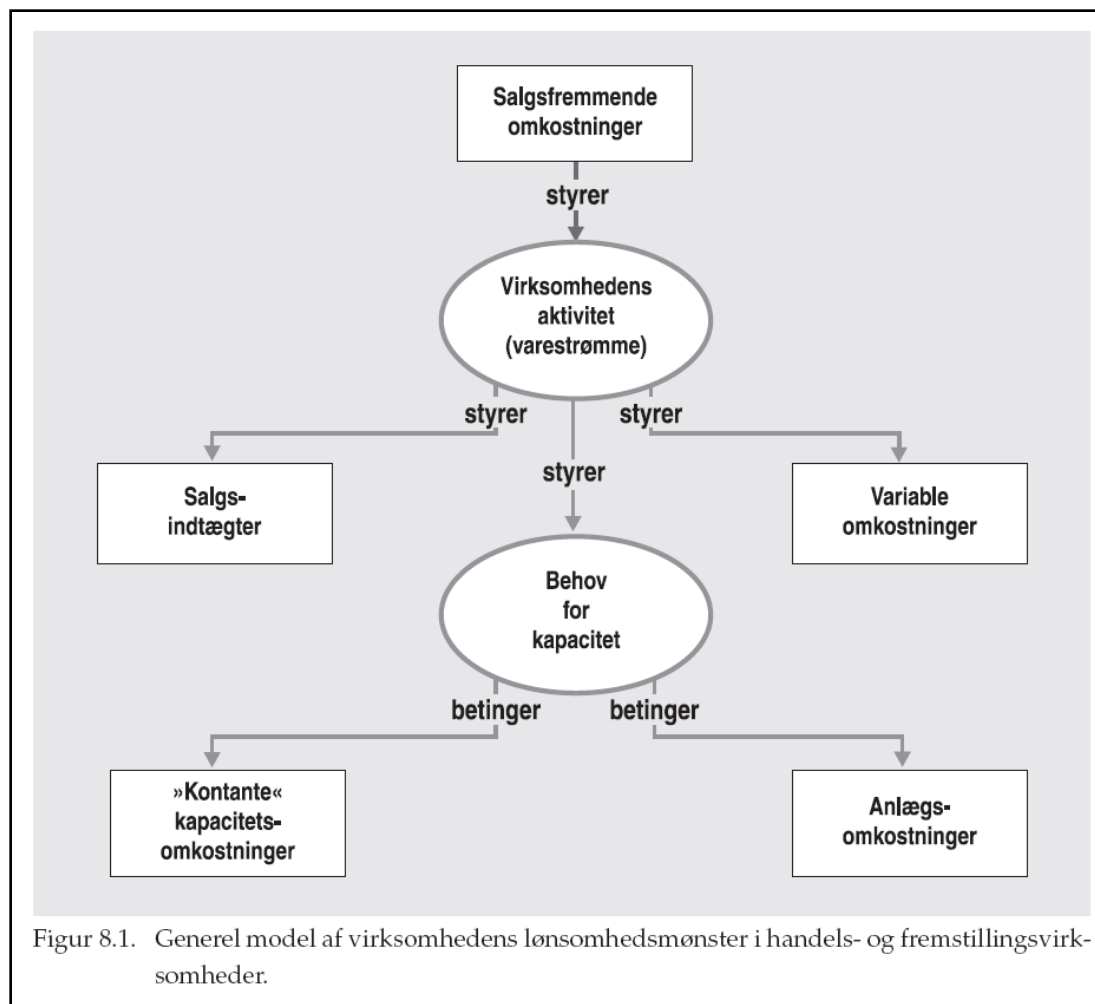 Salgsfremmende
omkostninger
styrer
Virksomhedens
aktivitet
(varestrømme)
styrer
styrer
styrer
Salgs-
indtægter
Variable
omkostninger
Behov
for
kapacitet
betinger
betinger
»Kontante«
kapacitets-
omkostninger
Anlægs-
omkostninger
Figur 8.1. Generel model af virksomhedens lønsomhedsmønster i handels- og fremstillingsvirk-
somheder.